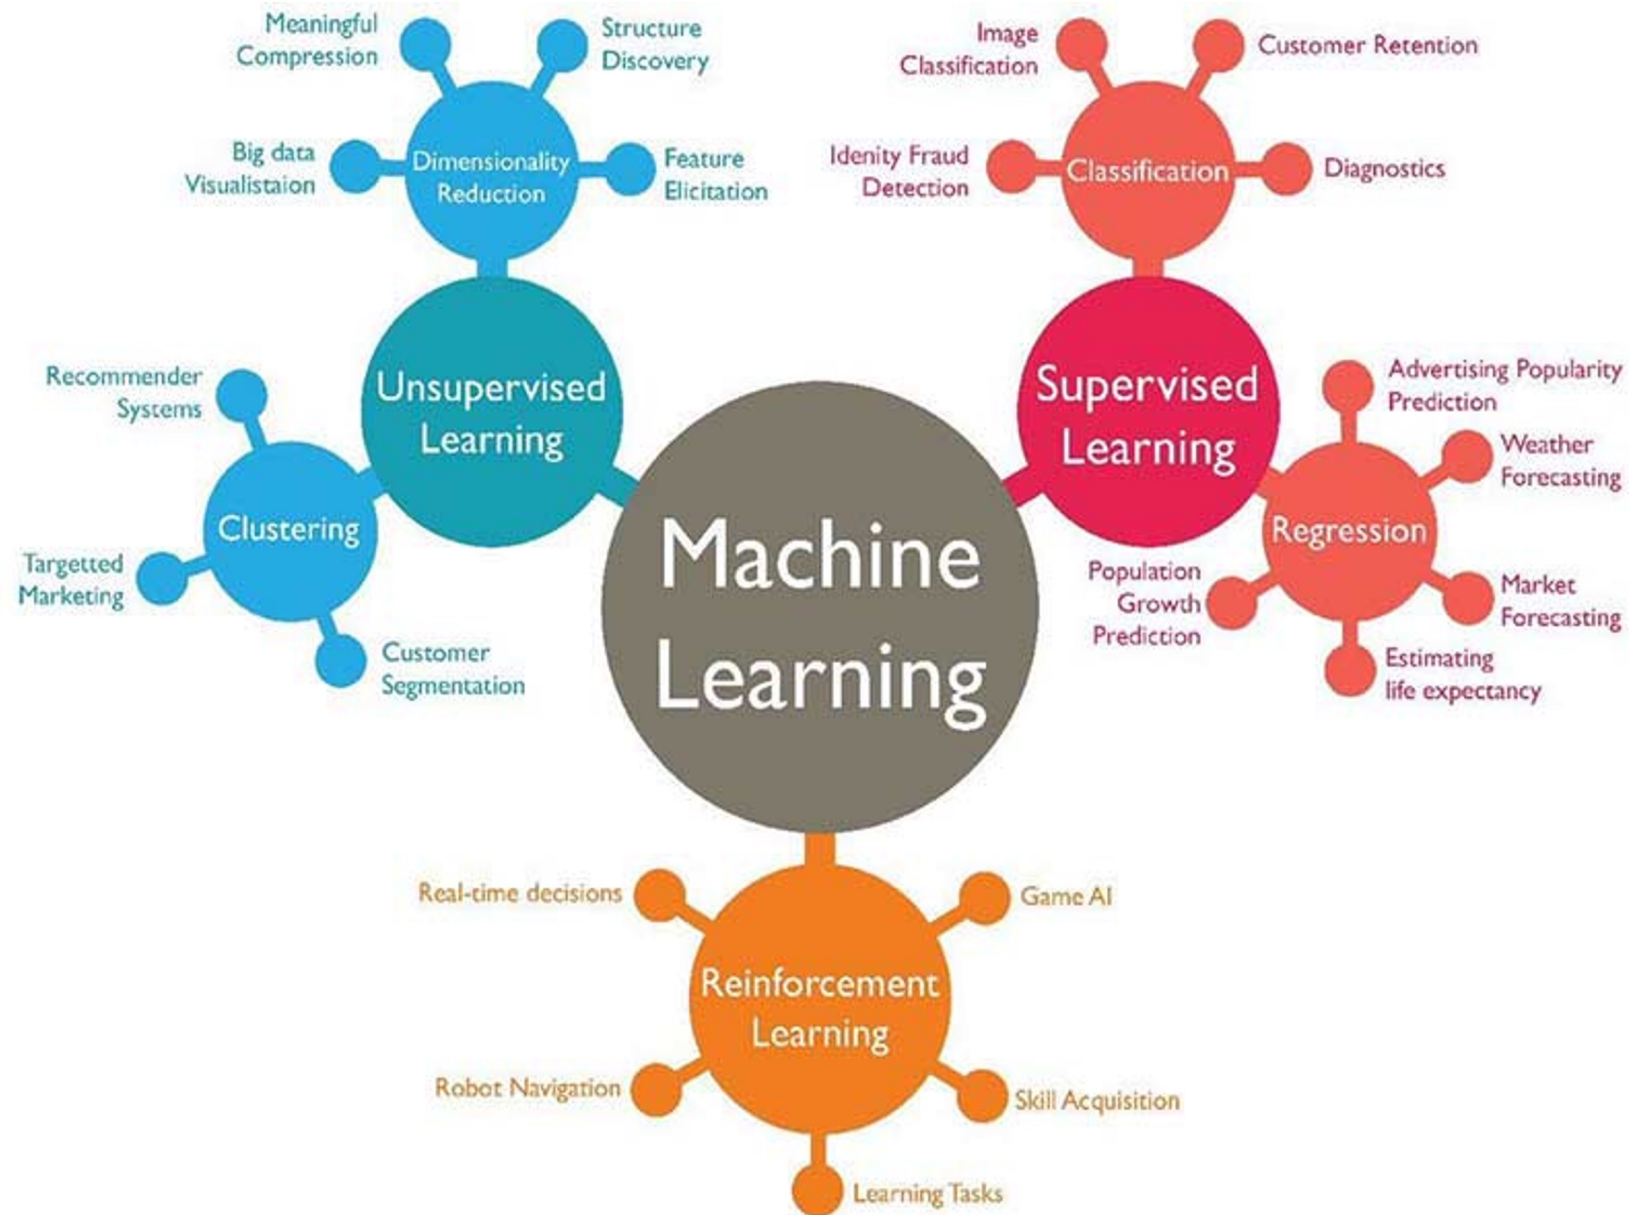 Meaningful
Compression
Structure
Discovery
Big data
Visualistaion
Dimensionality
Reduction
Feature
Elicitation
Image
Classification
Customer Retention
Idenity Fraud
Detection
Classification
Diagnostics
Unsupervised
Learning
Recommender
Systems
Clustering
Targetted
Marketing
Customer
Segmentation
Supervised
Learning
Advertising Popularity
Prediction
Weather
Forecasting
Regression
Population
Growth
Prediction
Market
Forecasting
Estimating
life expectancy
Machine
Learning
Real-time decisions
Game AI
Reinforcement
Learning
Robot Navigation
Skill Acquisition
Learning Tasks